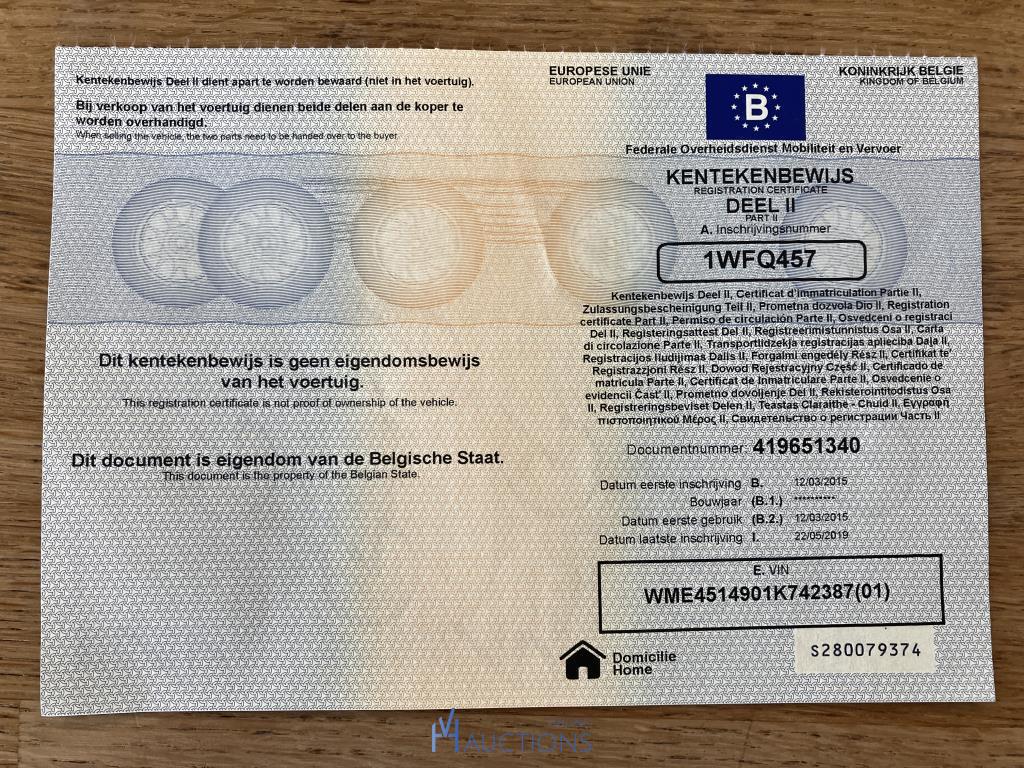 Kentekenbewijs Deel II dient apart te worden bewaard (niet in het voertuig).
Bij verkoop van het voertuig dienen beide delen aan de koper te
worden overhandigd.
When selling the vehicle, the two parts need to be handed over to the buyer
Dit kentekenbewijs is geen eigendomsbewijs
van het voertuig.
This registration certificate is not proof of ownership of the vehicle.
Dit document is eigendom van de Belgische Staat.
This document is the property of the Belgian State.
EUROPESE UNIE
EUROPEAN UNION
KONINKRIJK BELGIE
KINGDOM OF BELGIUM
B
Federale Overheidsdienst Mobiliteit en Vervoer
KENTEKENBEWIJS
REGISTRATION CERTIFICATE
DEEL II
PART II
A. Inschrijvingsnummer
1WFQ457
Kentekenbewijs Deel II, Certificat d'immatriculation Partie II,
Zulassungsbescheinigung Teil II, Prometna dozvola Dio II, Registration
certificate Part II, Permiso de circulación Parte II, Osvedceni o registraci
Del II, Registreringsattest Del II, Registreerimistunnistus Osa II, Carta
di circolazione Parte II, Transportlidzekja registracijas aplieciba Daja II,
Registracijos liudijimas Dalis II, Forgalmi engedély Rész II, Certifikat te'
Registrazzjoni Rész II, Dowod Rejestracyjny Część II, Certificado de
matricula Parte II, Certificat de Inmatriculare Parte II, Osvedcenie o
evidencii Cast' II, Prometno dovoljenje Del II, Rekisterointitodistus Osa
II, Registreringsbeviset Delen II, Teastas Claraithe - Chuid II, Εγγραφή
πιστοποιητικού Μέρος II, Свидетельство о регистрации Часть II
Documentnummer 419651340
Datum eerste inschrijving B. 12/03/2015
Bouwjaar (B.1.) **********
Datum eerste gebruik (B.2.) 12/03/2015
Datum laatste inschrijving I. 22/05/2019
E. VIN
WME4514901K742387(01)
S280079374
Domicilie
Home
AUCTIONS